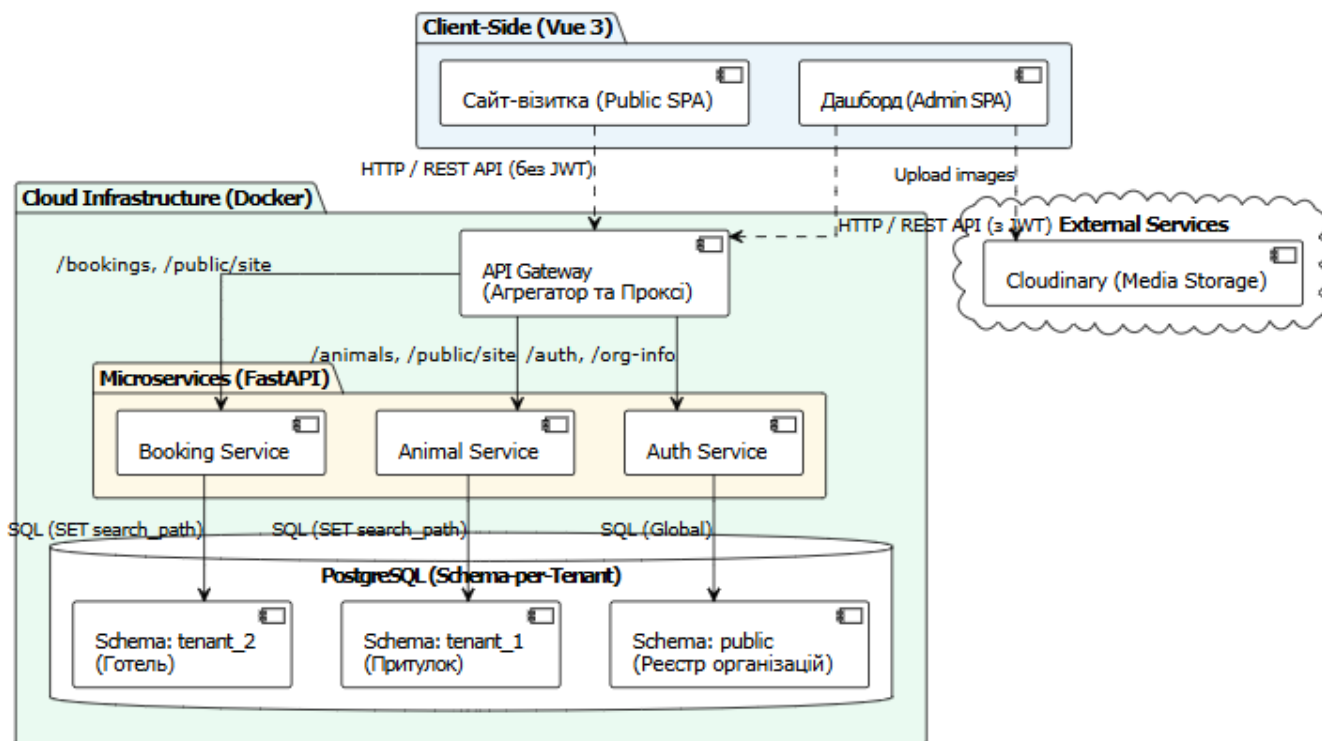 Client-Side (Vue 3)
Сайт-візитка (Public SPA)
Дашборд (Admin SPA)
HTTP / REST API (без JWT)
Upload images
Cloud Infrastructure (Docker)
HTTP / REST API (з JWT)
External Services
API Gateway
(Агрегатор та Проксі)
Cloudinary (Media Storage)
/bookings, /public/site
/animals, /public/site
/auth, /org-info
Microservices (FastAPI)
Booking Service
Animal Service
Auth Service
SQL (SET search_path)
SQL (SET search_path)
SQL (Global)
PostgreSQL (Schema-per-Tenant)
Schema: tenant_2
(Готель)
Schema: tenant_1
(Притулок)
Schema: public
(Реєстр організацій)